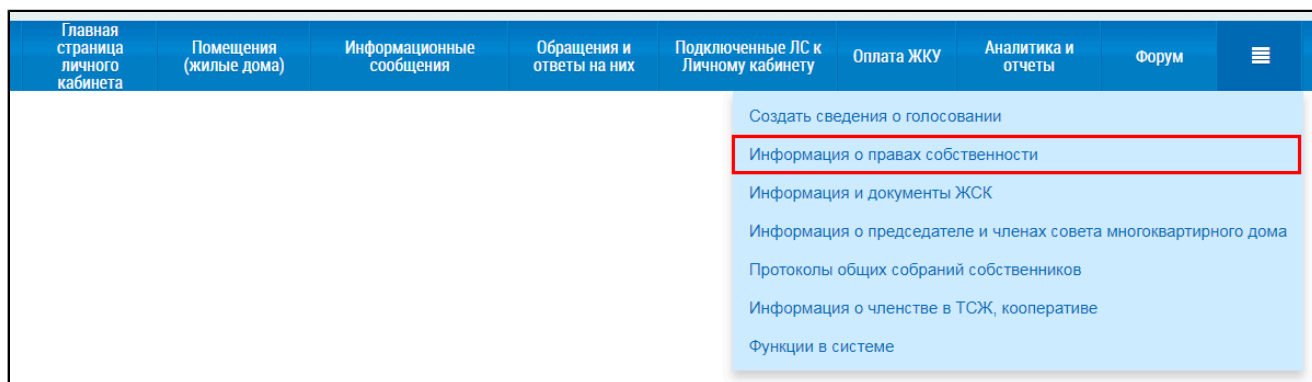 Главная
страница
личного
кабинета
Помещения
(жилые дома)
Информационные
сообщения
Обращения и
ответы на них
Подключенные ЛС к
Личному кабинету
Оплата ЖКУ
Аналитика и
отчеты
Форум
Создать сведения о голосовании
Информация о правах собственности
Информация и документы ЖСК
Информация о председателе и членах совета многоквартирного дома
Протоколы общих собраний собственников
Информация о членстве в ТСЖ, кооперативе
Функции в системе